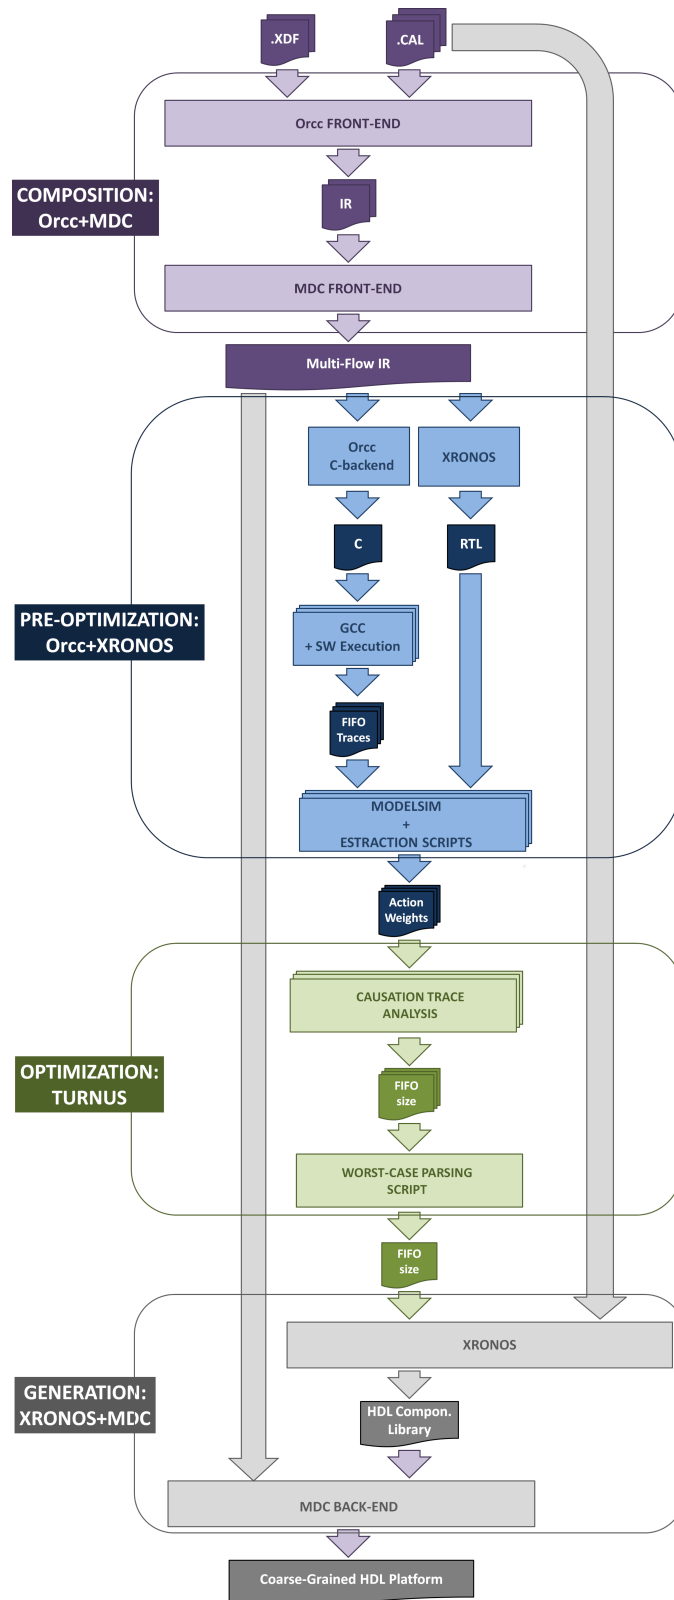 .XDF
.CAL
Orcc FRONT-END
COMPOSITION:
Orcc+MDC
IR
MDC FRONT-END
Multi-Flow IR
Orcc
C-backend
XRONOS
C
RTL
PRE-OPTIMIZATION:
Orcc+XRONOS
GCC
+ SW Execution
FIFO
Traces
MODELSIM
+
ESTRACTION SCRIPTS
Action
Weights
CAUSATION TRACE
ANALYSIS
OPTIMIZATION:
TURNUS
FIFO
size
WORST-CASE PARSING
SCRIPT
FIFO
size
XRONOS
GENERATION:
XRONOS+MDC
HDL Compon.
Library
MDC BACK-END
Coarse-Grained HDL Platform